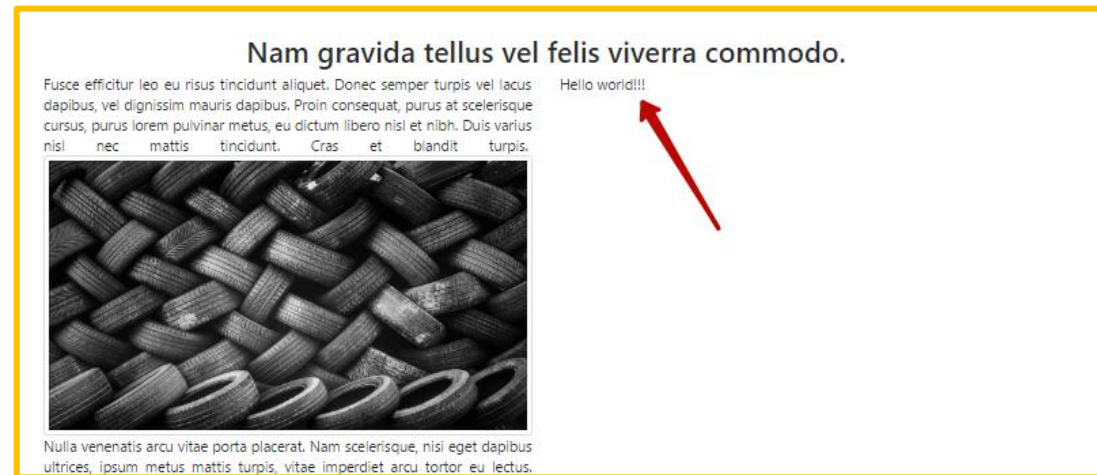 Nam gravida tellus vel felis viverra commodo.
Fusce efficitur leo eu risus tincidunt aliquet. Donec semper turpis vel lacus
dapibus, vel dignissim mauris dapibus. Proin consequat, purus at scelerisque
cursus, purus lorem pulvinar metus, eu dictum libero nisl et nibh. Duis varius
nisl nec mattis tincidunt. Cras et blandit turpis.
Nulla venenatis arcu vitae porta placerat. Nam scelerisque, nisi eget dapibus
ultrices, ipsum metus mattis turpis, vitae imperdiet arcu tortor eu lectus.
Hello world!!!